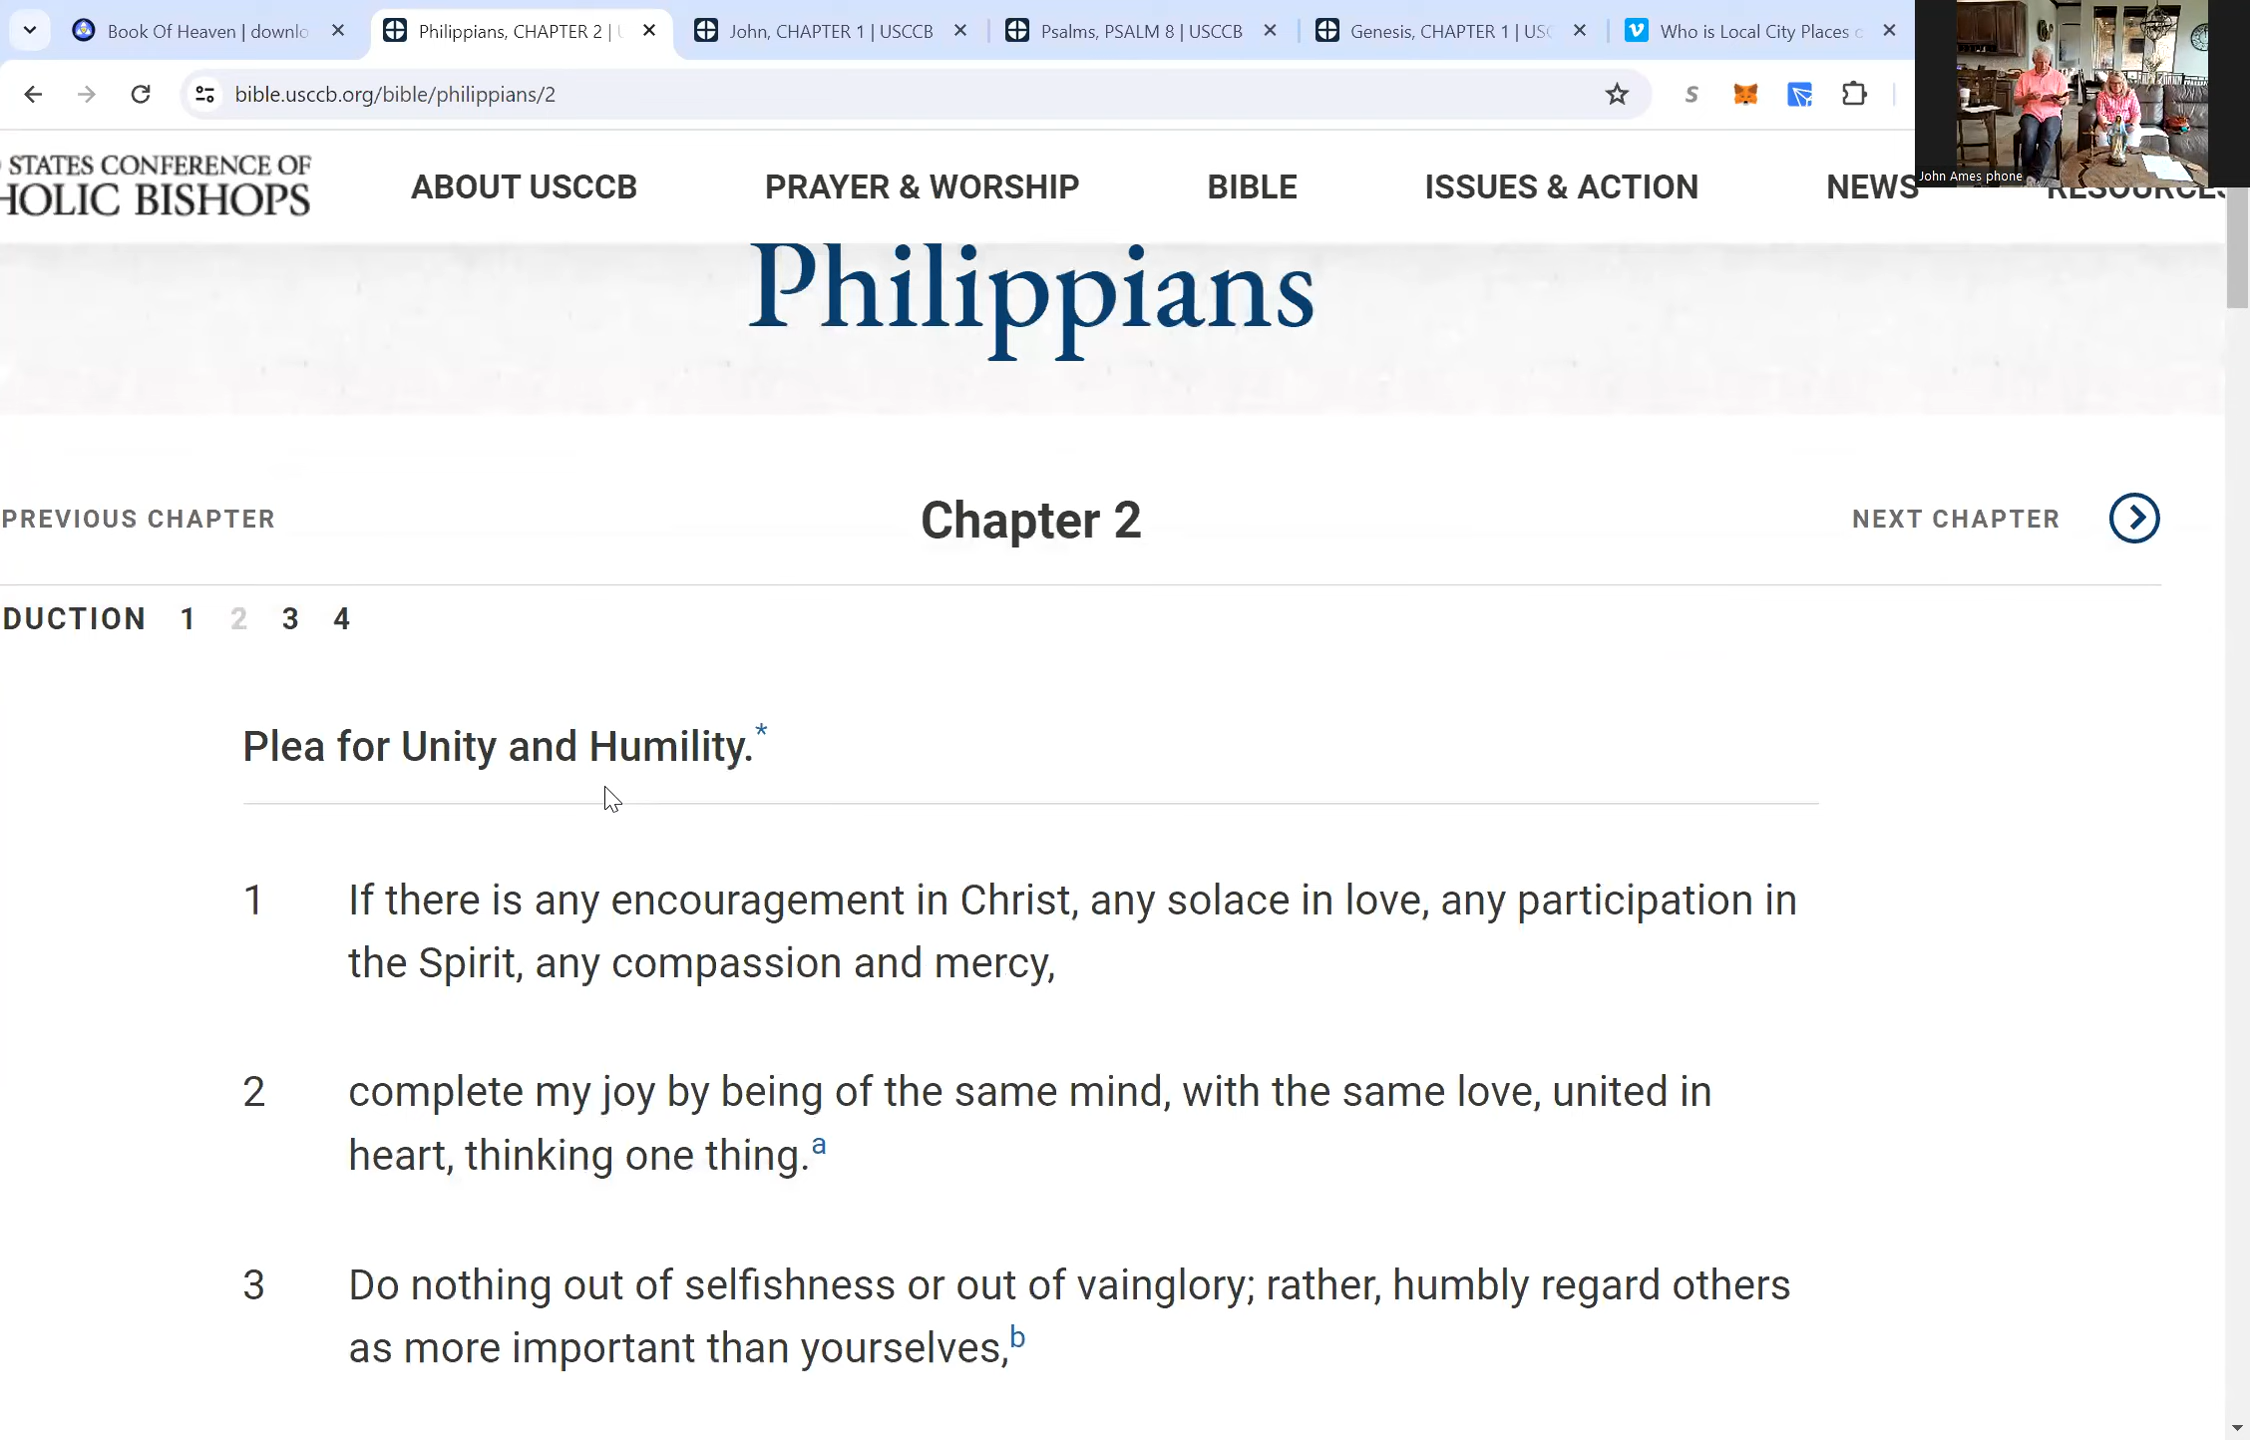 Book Of Heaven | downlo
Philippians, CHAPTER 2 | U
John, CHAPTER 1 | USCCB
Psalms, PSALM 8 | USCCB
Genesis, CHAPTER 1 | USC
Who is Local City Places o
bible.usccb.org/bible/philippians/2
John Ames phone
STATES CONFERENCE OF
HOLIC BISHOPS
ABOUT USCCB
PRAYER & WORSHIP
BIBLE
ISSUES & ACTION
NEWS
RESOURCES
Philippians
PREVIOUS CHAPTER
Chapter 2
NEXT CHAPTER
DUCTION 1 2 3 4
Plea for Unity and Humility.*
1 If there is any encouragement in Christ, any solace in love, any participation in
the Spirit, any compassion and mercy,
2 complete my joy by being of the same mind, with the same love, united in
heart, thinking one thing.a
3 Do nothing out of selfishness or out of vainglory; rather, humbly regard others
as more important than yourselves,b